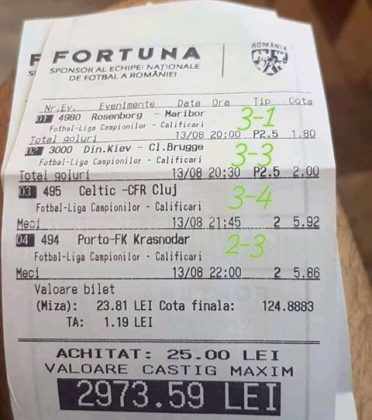 FORTUNA
SPONSOR AL ECHIPEI NAȚIONALE
DE FOTBAL A ROMÂNIEI
ROMÂNIA
Nr.Ev. Evenimente Data Ora Tip Cota
01 4980 Rosenborg - Maribor 3-1
Fotbal-Liga Campionilor - Calificari
Total goluri 13/08 20:00 P2.5 1.80
02 3000 Din.Kiev - Cl.Brugge 3-3
Fotbal-Liga Campionilor - Calificari
Total goluri 13/08 20:30 P2.5 2.00
03 495 Celtic -CFR Cluj 3-4
Fotbal-Liga Campionilor - Calificari
Meci 13/08 21:45 2 5.92
04 494 Porto-FK Krasnodar 2-3
Fotbal-Liga Campionilor - Calificari
Meci 13/08 22:00 2 5.86
Valoare bilet
(Miza): 23.81 LEI Cota finala: 124.8883
TA: 1.19 LEI
ACHITAT: 25.00 LEI
VALOARE CASTIG MAXIM
2973.59 LEI